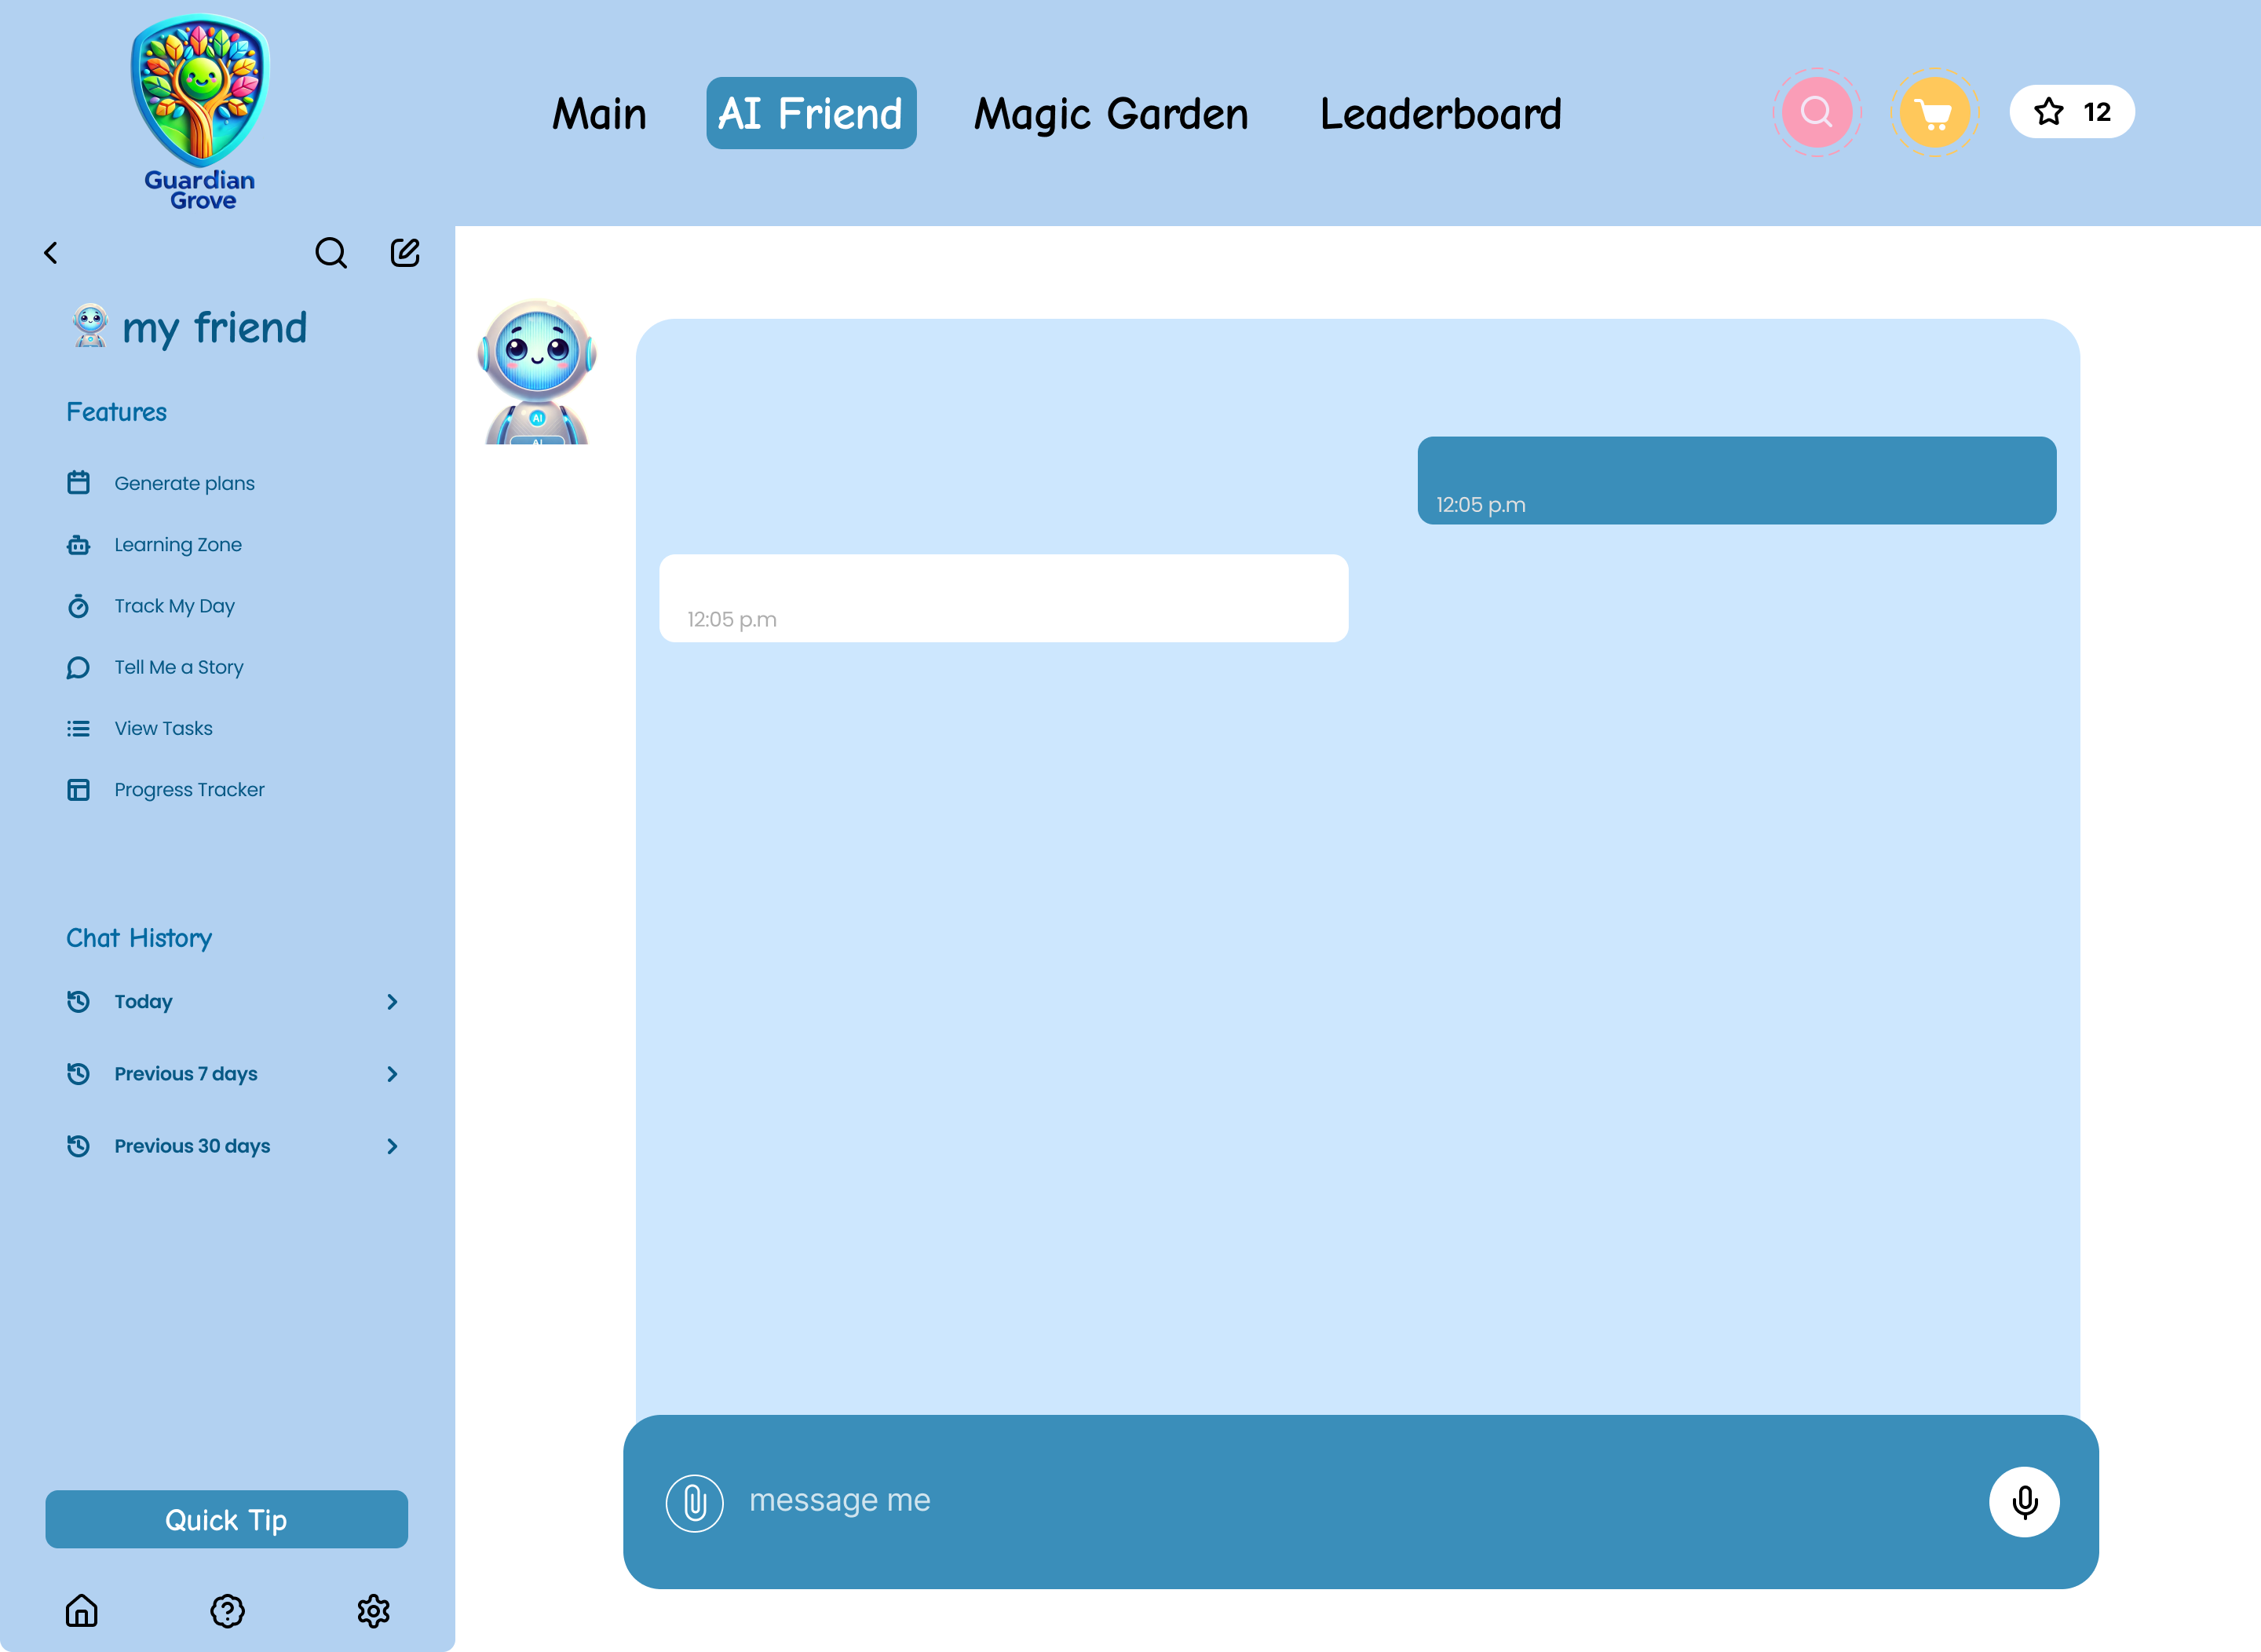 Guardian
Grove
Main
AI Friend
Magic Garden
Leaderboard
12
my friend
Features
Generate plans
Learning Zone
Track My Day
Tell Me a Story
View Tasks
Progress Tracker
Chat History
Today
Previous 7 days
Previous 30 days
Quick Tip
AI
AI
12:05 p.m
12:05 p.m
message me